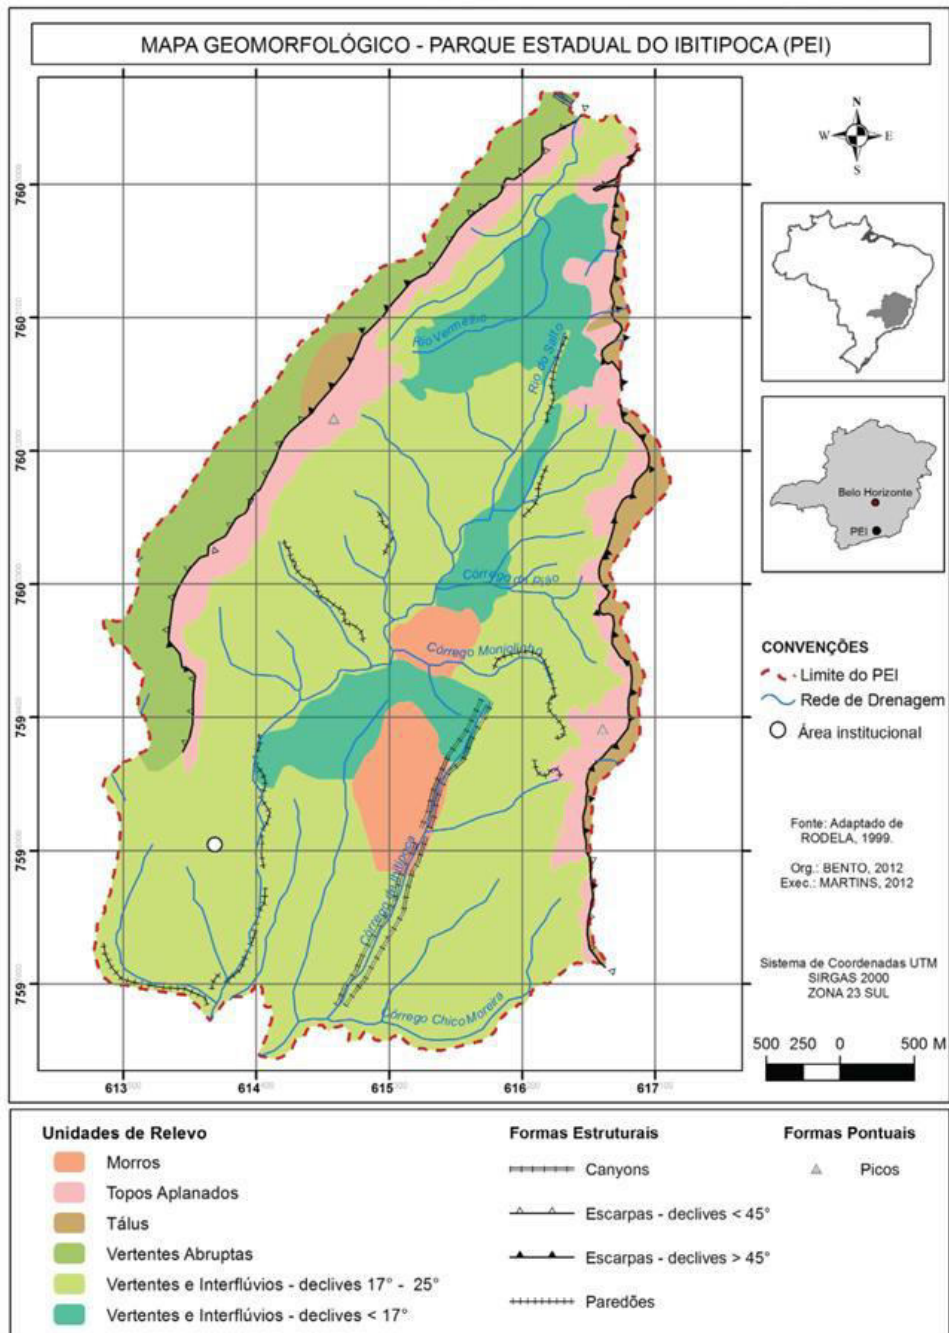 MAPA GEOMORFOLÓGICO - PARQUE ESTADUAL DO IBITIPOCA (PEI)
N
W E
S
760
760
760
760
759
759
759
613
614
615
616
617
Rio Vermelho
Rio do Salto
Córrego do Pião
Córrego Monjolinho
Córrego do Ibitipoca
Córrego Chico Moreira
Belo Horizonte
PEI
CONVENÇÕES
Limite do PEI
Rede de Drenagem
Área institucional
Fonte: Adaptado de
RODELA, 1999.
Org.: BENTO, 2012
Exec.: MARTINS, 2012
Sistema de Coordenadas UTM
SIRGAS 2000
ZONA 23 SUL
500 250 0 500 M
Unidades de Relevo
Morros
Topos Aplanados
Tálus
Vertentes Abruptas
Vertentes e Interflúvios - declives 17° - 25°
Vertentes e Interflúvios - declives < 17°
Formas Estruturais
Canyons
Escarpas - declives < 45°
Escarpas - declives > 45°
Paredões
Formas Pontuais
Picos